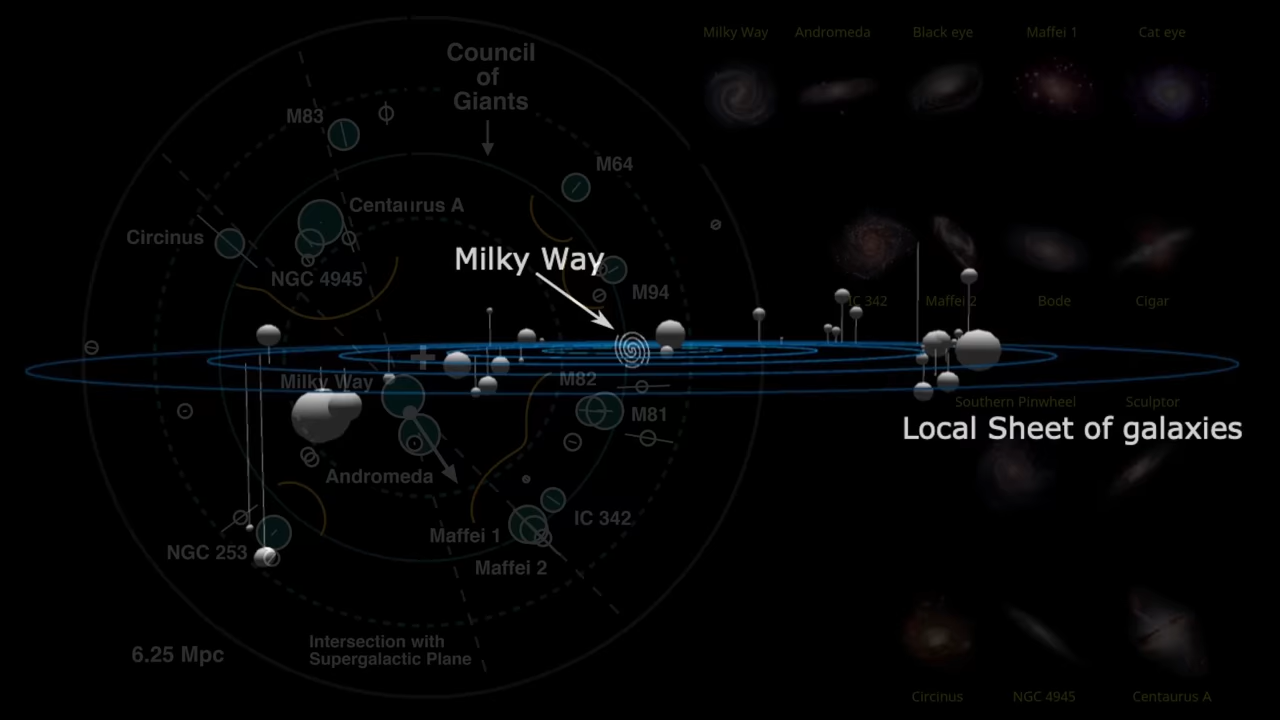 Milky Way
Andromeda
Black eye
Maffei 1
Cat eye
Council
of
Giants
M83
M64
Centaurus A
Circinus
NGC 4945
Milky Way
M94
IC 342
Maffei 2
Bode
Cigar
Milky Way
M82
M81
Southern Pinwheel
Sculptor
Local Sheet of galaxies
Andromeda
IC 342
Maffei 1
NGC 253
Maffei 2
6.25 Mpc
Intersection with
Supergalactic Plane
Circinus
NGC 4945
Centaurus A